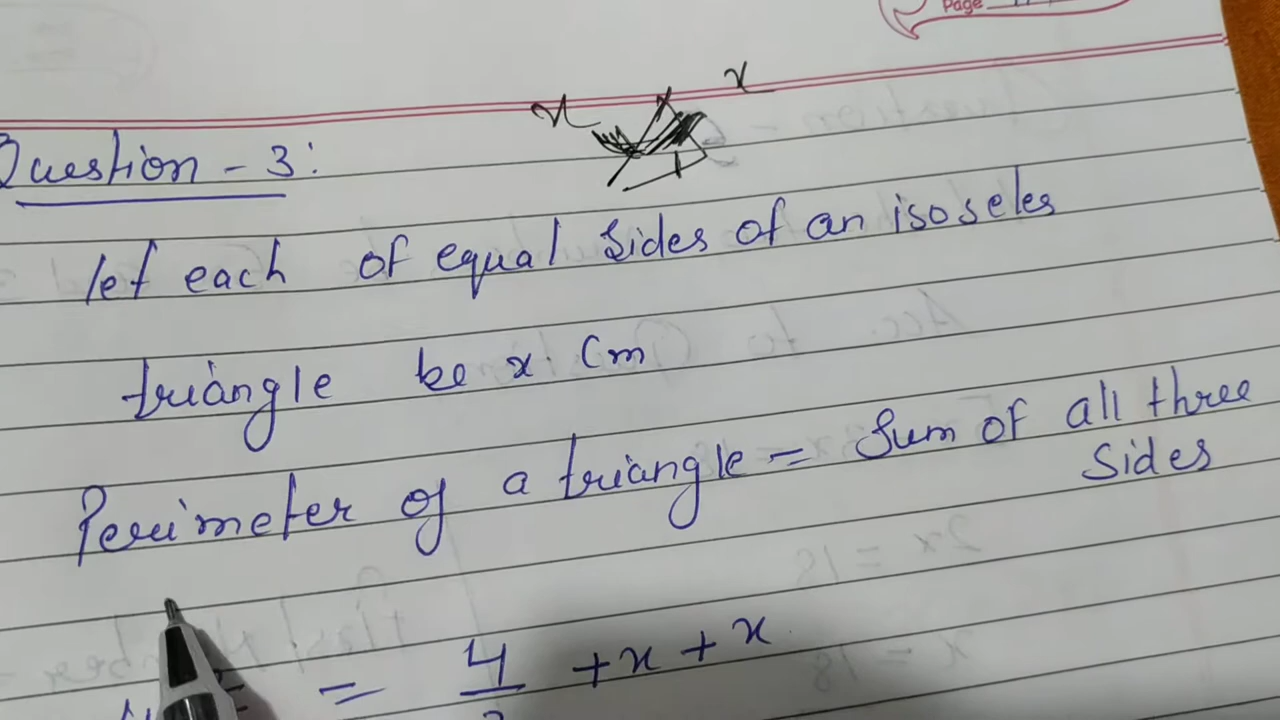 Page
x x
Question - 3:
let each of equal sides of an isoseles
triangle be x. Cm
Perimeter of a triangle = Sum of all three
Sides
= 4 + x + x